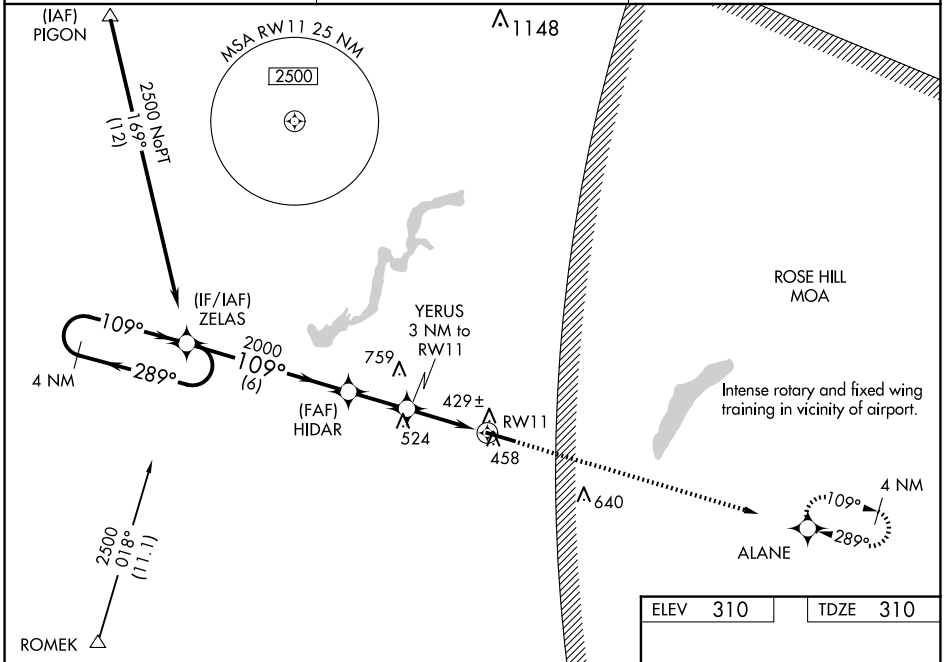 (IAF)
PIGON
MSA RW11 25 NM
2500
1148
2500 NoPT
169°
(12)
ROSE HILL
MOA
(IF/IAF)
ZELAS
YERUS
3 NM to
RW11
109°
289°
4 NM
2000
109°
(6)
759
Intense rotary and fixed wing
training in vicinity of airport.
(FAF)
HIDAR
429±
RW11
524
458
640
4 NM
109°
289°
ALANE
2500
018°
(11.1)
ROMEK
ELEV 310
TDZE 310